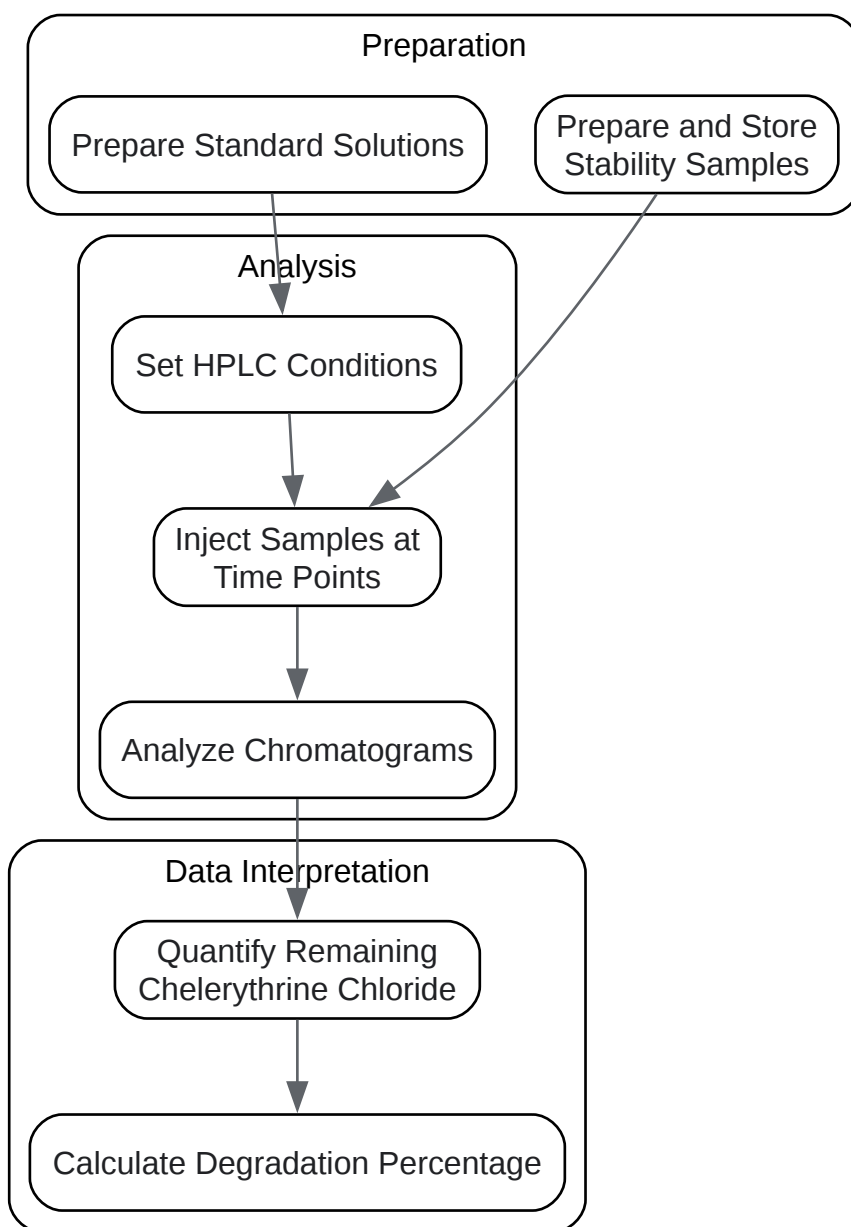 Preparation
Prepare Standard Solutions
Prepare and Store
Stability Samples
Analysis
Set HPLC Conditions
Inject Samples at
Time Points
Analyze Chromatograms
Data Interpretation
Quantify Remaining
Chelerythrine Chloride
Calculate Degradation Percentage